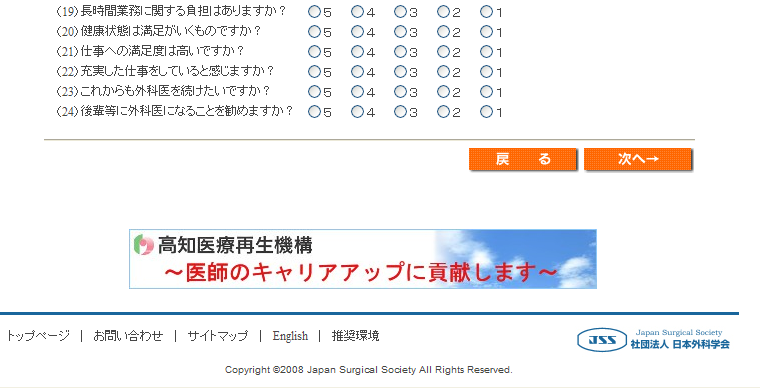 (19)長時間業務に関する負担はありますか？ 5 4 3 2 1
(20)健康状態は満足がいくものですか？ 5 4 3 2 1
(21)仕事への満足度は高いですか？ 5 4 3 2 1
(22)充実した仕事をしていると感じますか？ 5 4 3 2 1
(23)これからも外科医を続けたいですか？ 5 4 3 2 1
(24)後輩等に外科医になることを勧めますか？ 5 4 3 2 1
戻 る 次へ→
高知医療再生機構
～医師のキャリアアップに貢献します～
トップページ | お問い合わせ | サイトマップ | English | 推奨環境
JSS Japan Surgical Society
社団法人 日本外科学会
Copyright ©2008 Japan Surgical Society All Rights Reserved.